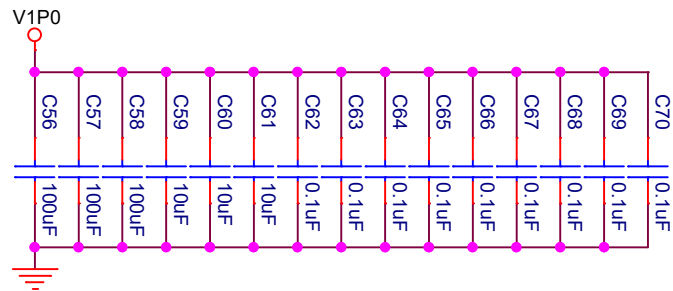 V1P0
C56
C57
C58
C59
C60
C61
C62
C63
C64
C65
C66
C67
C68
C69
C70
100uF
100uF
100uF
10uF
10uF
10uF
0.1uF
0.1uF
0.1uF
0.1uF
0.1uF
0.1uF
0.1uF
0.1uF
0.1uF